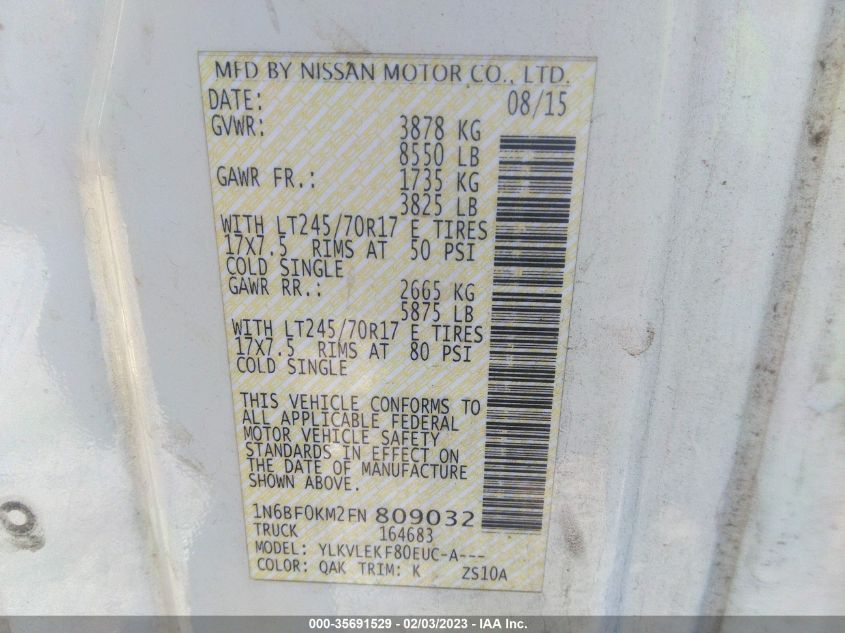 MFD BY NISSAN MOTOR CO., LTD.
DATE: 08/15
GVWR: 3878 KG
8550 LB
GAWR FR.: 1735 KG
3825 LB
WITH LT245/70R17 E TIRES
17X7.5 RIMS AT 50 PSI
COLD SINGLE
GAWR RR.: 2665 KG
5875 LB
WITH LT245/70R17 E TIRES
17X7.5 RIMS AT 80 PSI
COLD SINGLE
THIS VEHICLE CONFORMS TO
ALL APPLICABLE FEDERAL
MOTOR VEHICLE SAFETY
STANDARDS IN EFFECT ON
THE DATE OF MANUFACTURE
SHOWN ABOVE.
1N6BF0KM2FN 809032
TRUCK 164683
MODEL: YLKVLEKF80EUC-A---
COLOR: QAK TRIM: K ZS10A
000-35691529 - 02/03/2023 - IAA Inc.